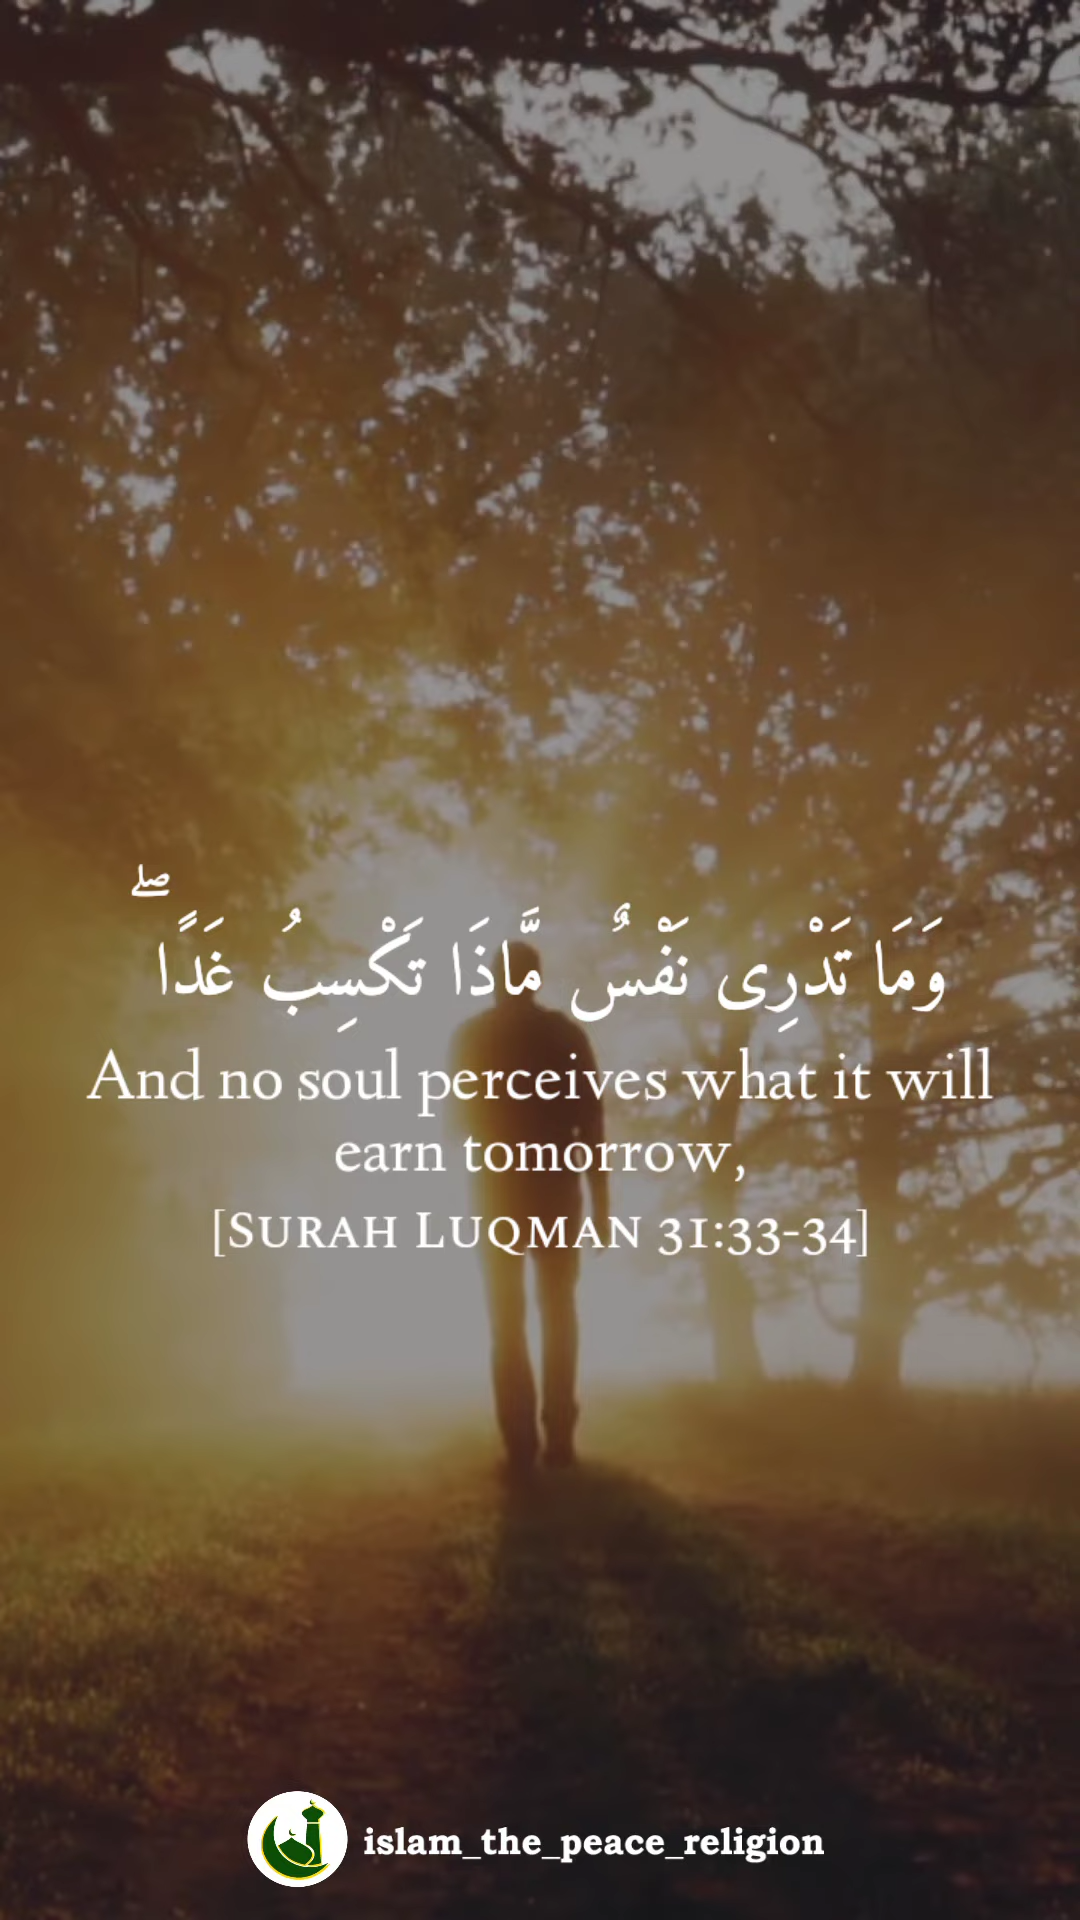 وَمَا تَدْرِى نَفْسٌ مَّاذَا تَكْسِبُ غَدًا ۖ
And no soul perceives what it will
earn tomorrow,
[Surah Luqman 31:33-34]
islam_the_peace_religion